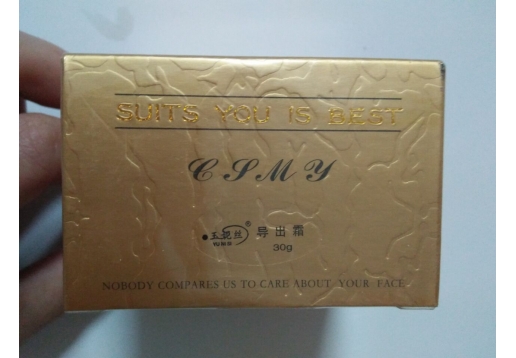 SUITS YOU IS BEST
CSMY
® 导出霜
30g
NOBODY COMPARES US TO CARE ABOUT YOUR FACE